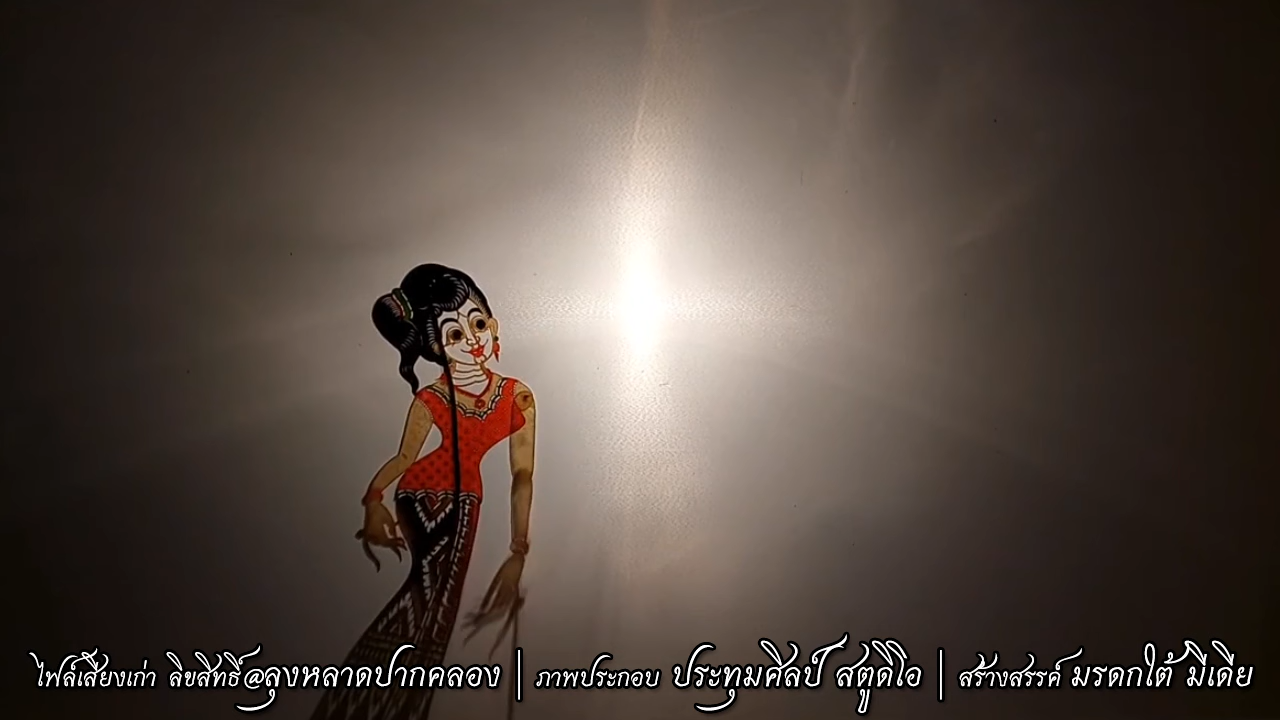 ไฟล์เสียงเก่า ลิขสิทธิ์@ลุงหลาดปากคลอง | ภาพประกอบ ประทุมศิลป์ สตูดิโอ | สร้างสรรค์ มรดกใต้ มีเดีย